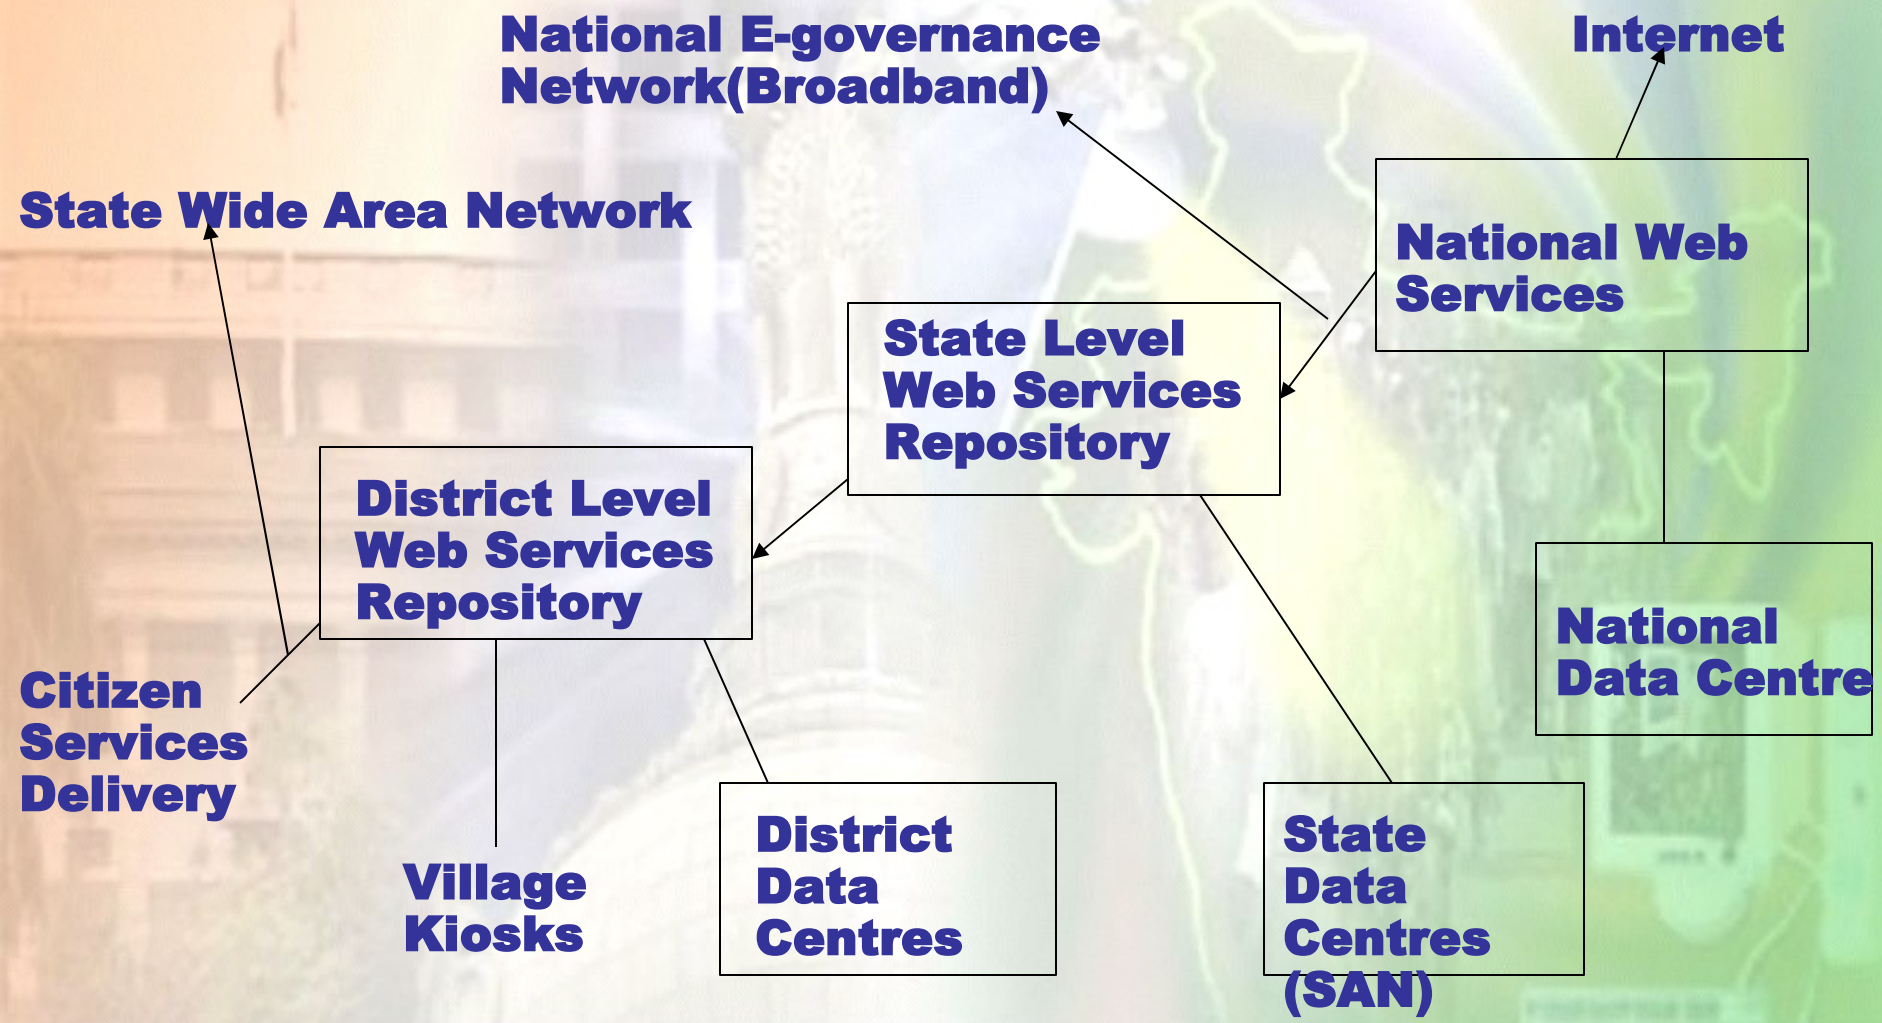 National E-governance
Network(Broadband)
Internet
State Wide Area Network
National Web
Services
State Level
Web Services
Repository
District Level
Web Services
Repository
National
Data Centre
Citizen
Services
Delivery
Village
Kiosks
District
Data
Centres
State
Data
Centres
(SAN)